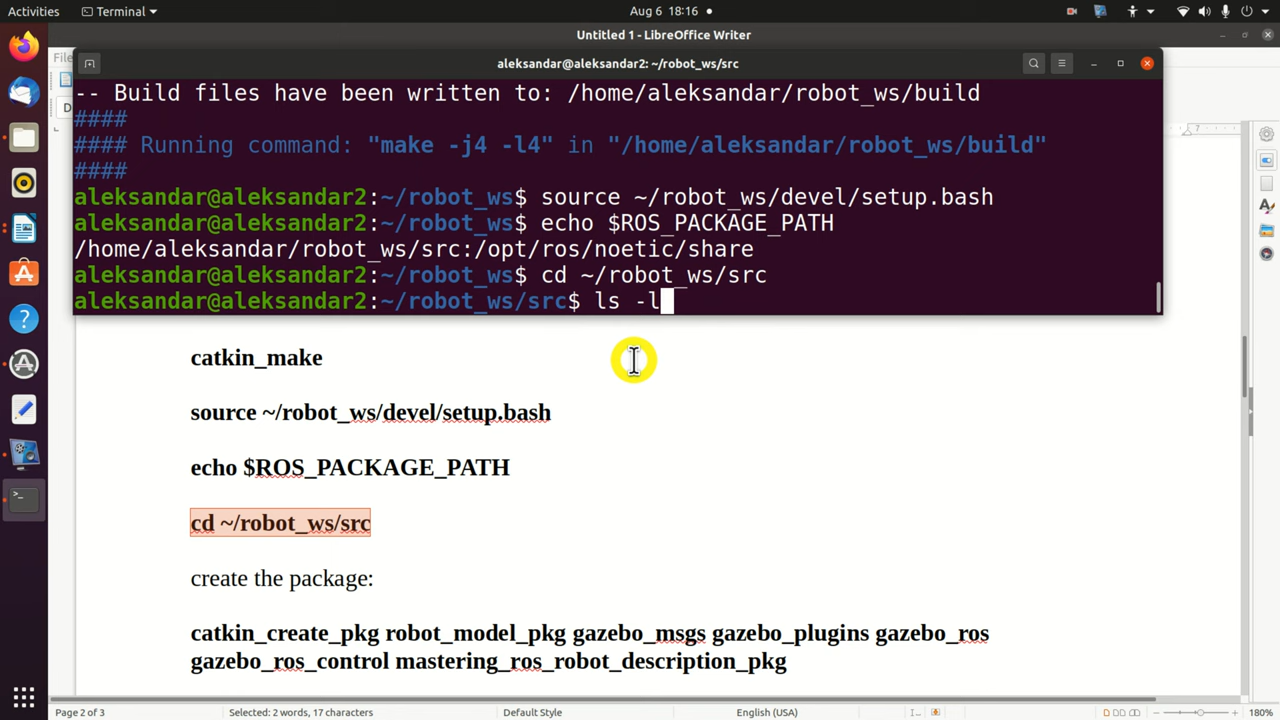 Activities
Terminal
Aug 6 18:16
Untitled 1 - LibreOffice Writer
File
aleksandar@aleksandar2: ~/robot_ws/src
-- Build files have been written to: /home/aleksandar/robot_ws/build
####
#### Running command: "make -j4 -l4" in "/home/aleksandar/robot_ws/build"
####
aleksandar@aleksandar2:~/robot_ws$ source ~/robot_ws/devel/setup.bash
aleksandar@aleksandar2:~/robot_ws$ echo $ROS_PACKAGE_PATH
/home/aleksandar/robot_ws/src:/opt/ros/noetic/share
aleksandar@aleksandar2:~/robot_ws$ cd ~/robot_ws/src
aleksandar@aleksandar2:~/robot_ws/src$ ls -l
catkin_make
source ~/robot_ws/devel/setup.bash
echo $ROS_PACKAGE_PATH
cd ~/robot_ws/src
create the package:
catkin_create_pkg robot_model_pkg gazebo_msgs gazebo_plugins gazebo_ros
gazebo_ros_control mastering_ros_robot_description_pkg
Page 2 of 3
Selected: 2 words, 17 characters
Default Style
English (USA)
180%